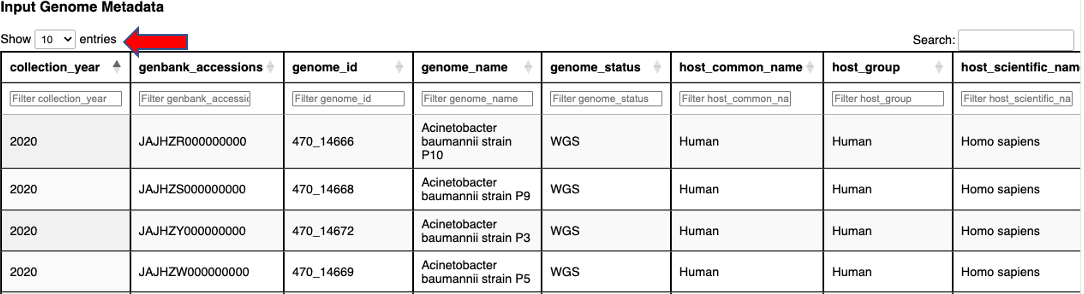 Input Genome Metadata
Show 10 entries
Search:
collection_year genbank_accessions genome_id genome_name genome_status host_common_name host_group host_scientific_name
Filter collection_year Filter genbank_accessic Filter genome_id Filter genome_name Filter genome_status Filter host_common_na Filter host_group Filter host_scientific_na
2020 JAJHZR000000000 470_14666 Acinetobacter baumannii strain P10 WGS Human Human Homo sapiens
2020 JAJHZS000000000 470_14668 Acinetobacter baumannii strain P9 WGS Human Human Homo sapiens
2020 JAJHZY000000000 470_14672 Acinetobacter baumannii strain P3 WGS Human Human Homo sapiens
2020 JAJHZW000000000 470_14669 Acinetobacter baumannii strain P5 WGS Human Human Homo sapiens